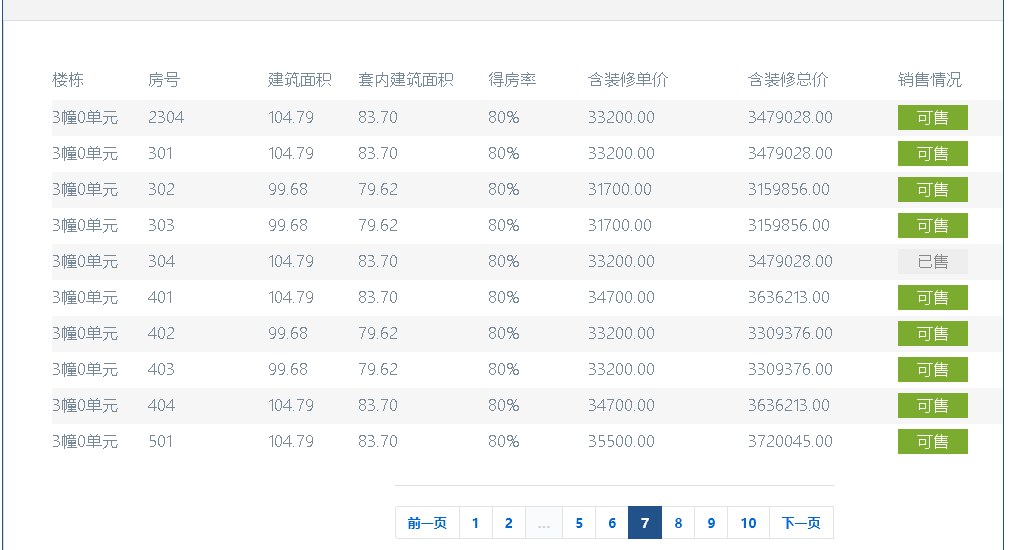 楼栋 房号 建筑面积 套内建筑面积 得房率 含装修单价 含装修总价 销售情况
3幢0单元 2304 104.79 83.70 80% 33200.00 3479028.00 可售
3幢0单元 301 104.79 83.70 80% 33200.00 3479028.00 可售
3幢0单元 302 99.68 79.62 80% 31700.00 3159856.00 可售
3幢0单元 303 99.68 79.62 80% 31700.00 3159856.00 可售
3幢0单元 304 104.79 83.70 80% 33200.00 3479028.00 已售
3幢0单元 401 104.79 83.70 80% 34700.00 3636213.00 可售
3幢0单元 402 99.68 79.62 80% 33200.00 3309376.00 可售
3幢0单元 403 99.68 79.62 80% 33200.00 3309376.00 可售
3幢0单元 404 104.79 83.70 80% 34700.00 3636213.00 可售
3幢0单元 501 104.79 83.70 80% 35500.00 3720045.00 可售
前一页 1 2 ... 5 6 7 8 9 10 下一页